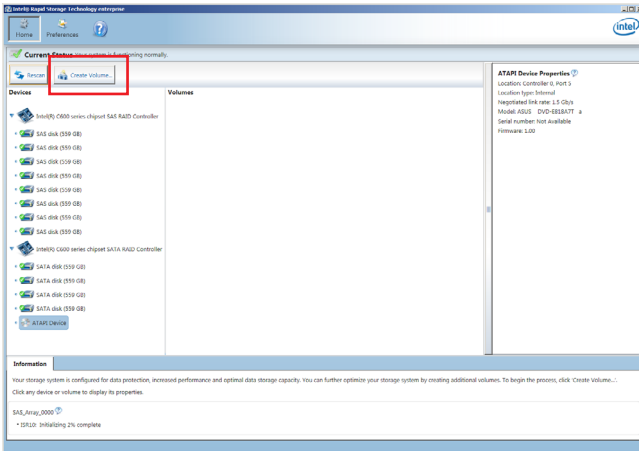 Intel® Rapid Storage Technology enterprise
Home
Preferences
intel
Current Status Your system is functioning normally.
Rescan
Create Volume...
Devices
Volumes
Intel(R) C600 series chipset SAS RAID Controller
SAS disk (559 GB)
SAS disk (559 GB)
SAS disk (559 GB)
SAS disk (559 GB)
SAS disk (559 GB)
SAS disk (559 GB)
SAS disk (559 GB)
SAS disk (559 GB)
Intel(R) C600 series chipset SATA RAID Controller
SATA disk (559 GB)
SATA disk (559 GB)
SATA disk (559 GB)
SATA disk (559 GB)
ATAPI Device
ATAPI Device Properties
Location: Controller 0, Port 5
Location type: Internal
Negotiated link rate: 1.5 Gb/s
Model: ASUS DVD-E818A7T a
Serial number: Not Available
Firmware: 1.00
Information
Your storage system is configured for data protection, increased performance and optimal data storage capacity. You can further optimize your storage system by creating additional volumes. To begin the process, click 'Create Volume...'.
Click any device or volume to display its properties.
SAS_Array_0000
• ISR10: Initializing 2% complete